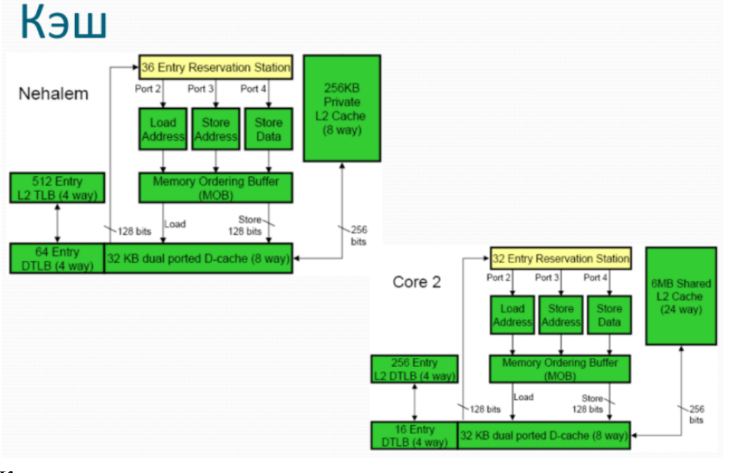 Кэш
Nehalem
36 Entry Reservation Station
Port 2
Port 3
Port 4
Load
Address
Store
Address
Store
Data
256KB
Private
L2 Cache
(8 way)
512 Entry
L2 TLB (4 way)
Memory Ordering Buffer
(MOB)
128 bits
Load
Store
128 bits
256
bits
64 Entry
DTLB (4 way)
32 KB dual ported D-cache (8 way)
Core 2
32 Entry Reservation Station
Port 2
Port 3
Port 4
Load
Address
Store
Address
Store
Data
6MB Shared
L2 Cache
(24 way)
256 Entry
L2 DTLB (4 way)
Memory Ordering Buffer
(MOB)
128 bits
Load
Store
128 bits
256
bits
16 Entry
DTLB (4 way)
32 KB dual ported D-cache (8 way)